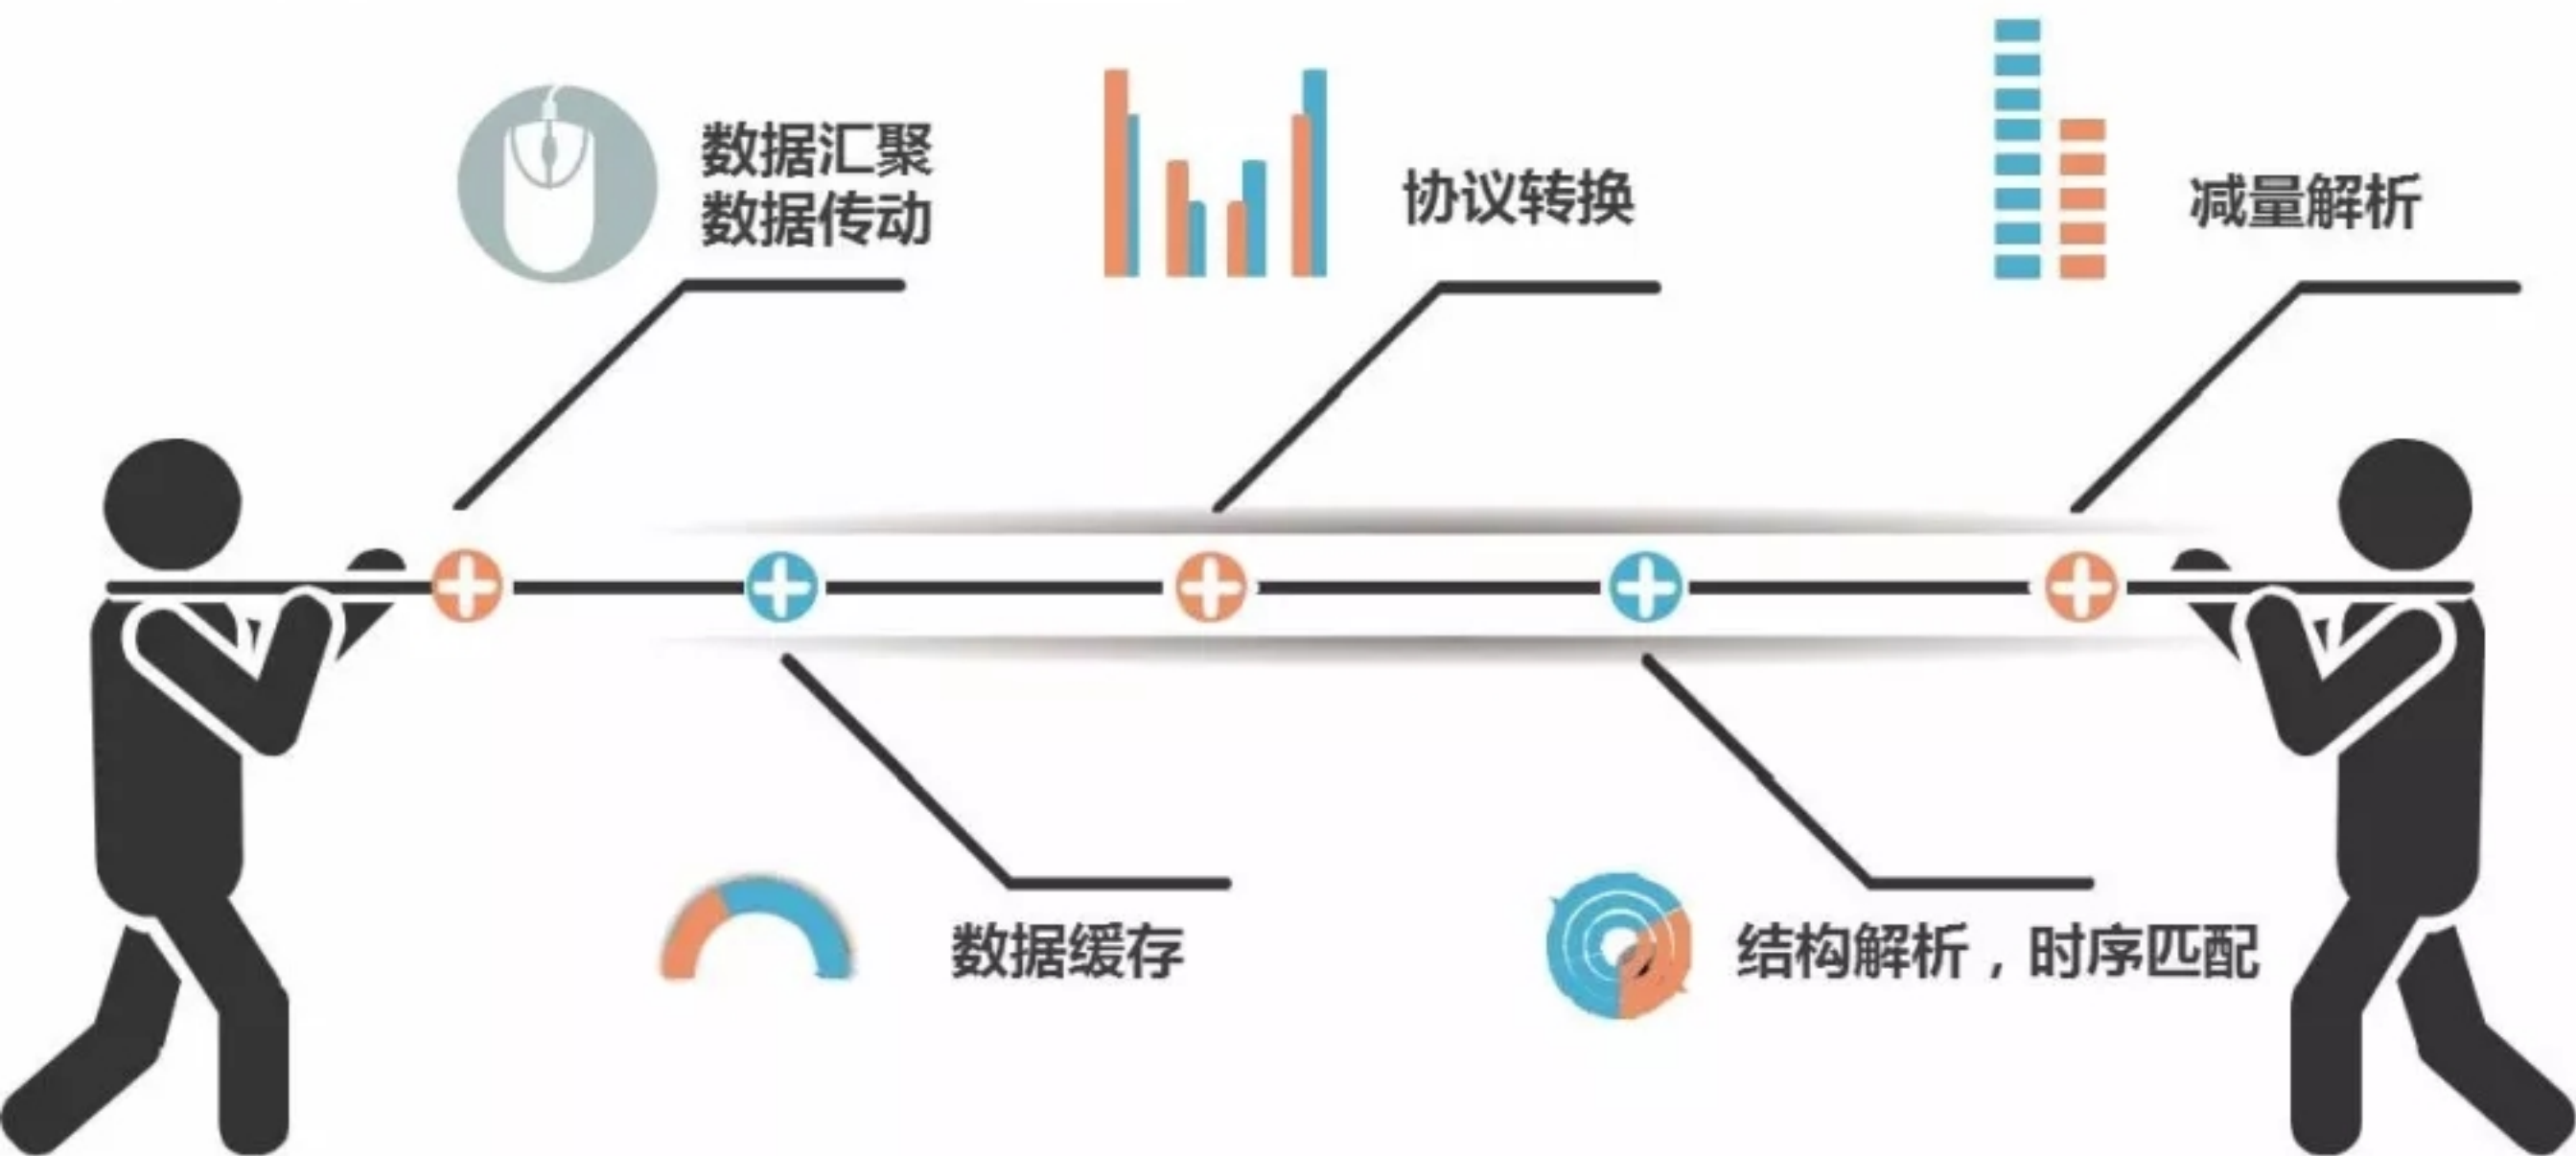 数据汇聚
数据传动
协议转换
减量解析
数据缓存
结构解析，时序匹配